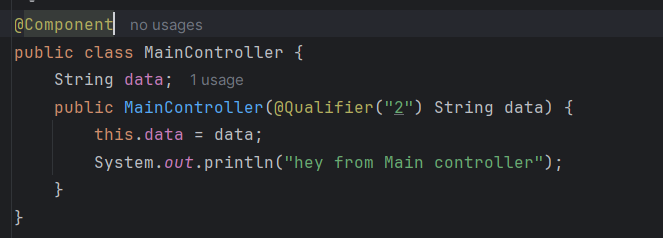 @Component no usages
public class MainController {
String data; 1 usage
public MainController(@Qualifier("2") String data) {
this.data = data;
System.out.println("hey from Main controller");
}
}